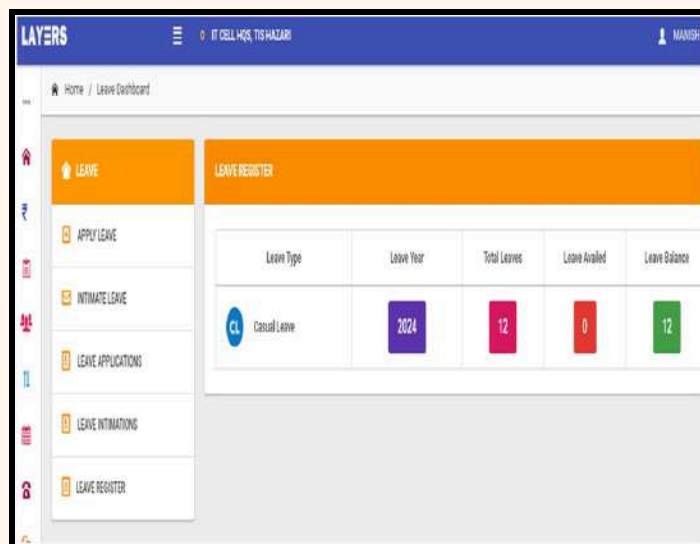 LAYERS
IT CELL HQS, TIS HAZARI
MANISH
Home / Leave Dashboard
LEAVE
APPLY LEAVE
INTIMATE LEAVE
LEAVE APPLICATIONS
LEAVE INTIMATIONS
LEAVE REGISTER
LEAVE REGISTER
Leave Type Leave Year Total Leaves Leave Availed Leave Balance
CL Casual Leave 2024 12 0 12